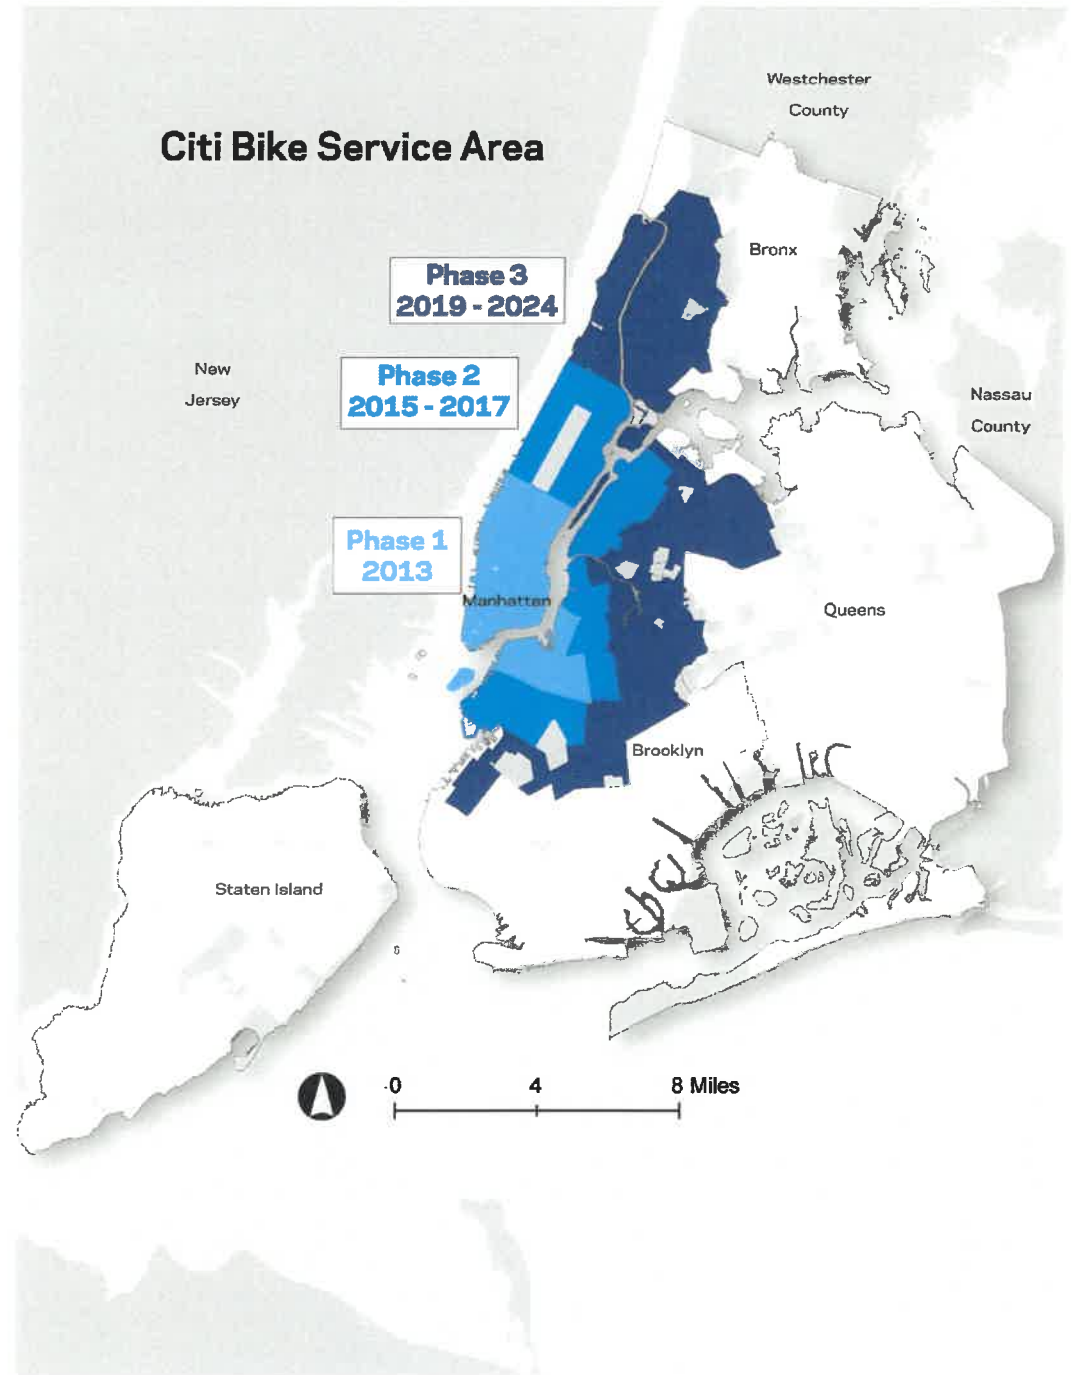 Citi Bike Service Area
Westchester
County
Bronx
Phase 3
2019 - 2024
New
Jersey
Phase 2
2015 - 2017
Nassau
County
Phase 1
2013
Manhattan
Queens
Brooklyn
Staten Island
0 4 8 Miles